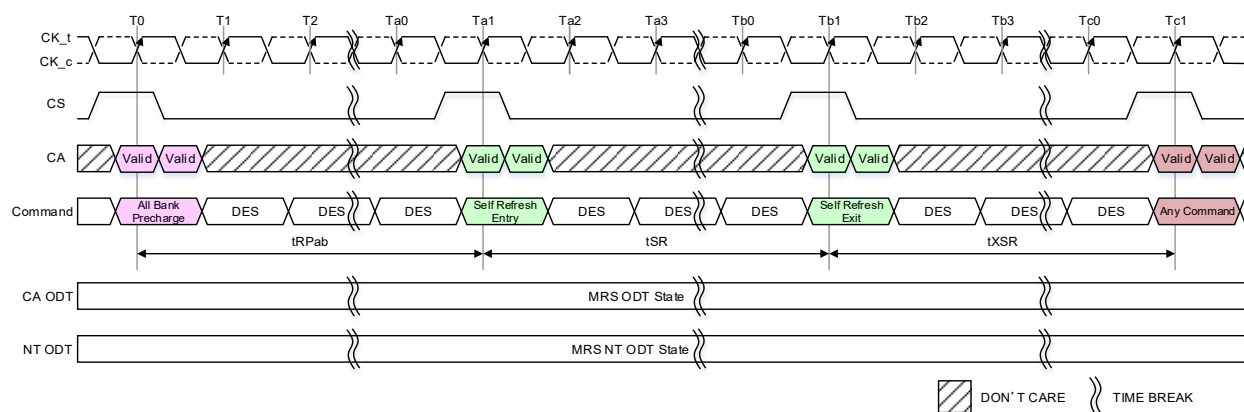 T0 T1 T2 Ta0 Ta1 Ta2 Ta3 Tb0 Tb1 Tb2 Tb3 Tc0 Tc1
CK_t
CK_c
CS
CA Valid Valid Valid Valid Valid Valid Valid Valid
Command All Bank Precharge DES DES DES Self Refresh Entry DES DES DES Self Refresh Exit DES DES DES Any Command
tRPab tSR tXSR
CA ODT MRS ODT State
NT ODT MRS NT ODT State
DON'T CARE TIME BREAK